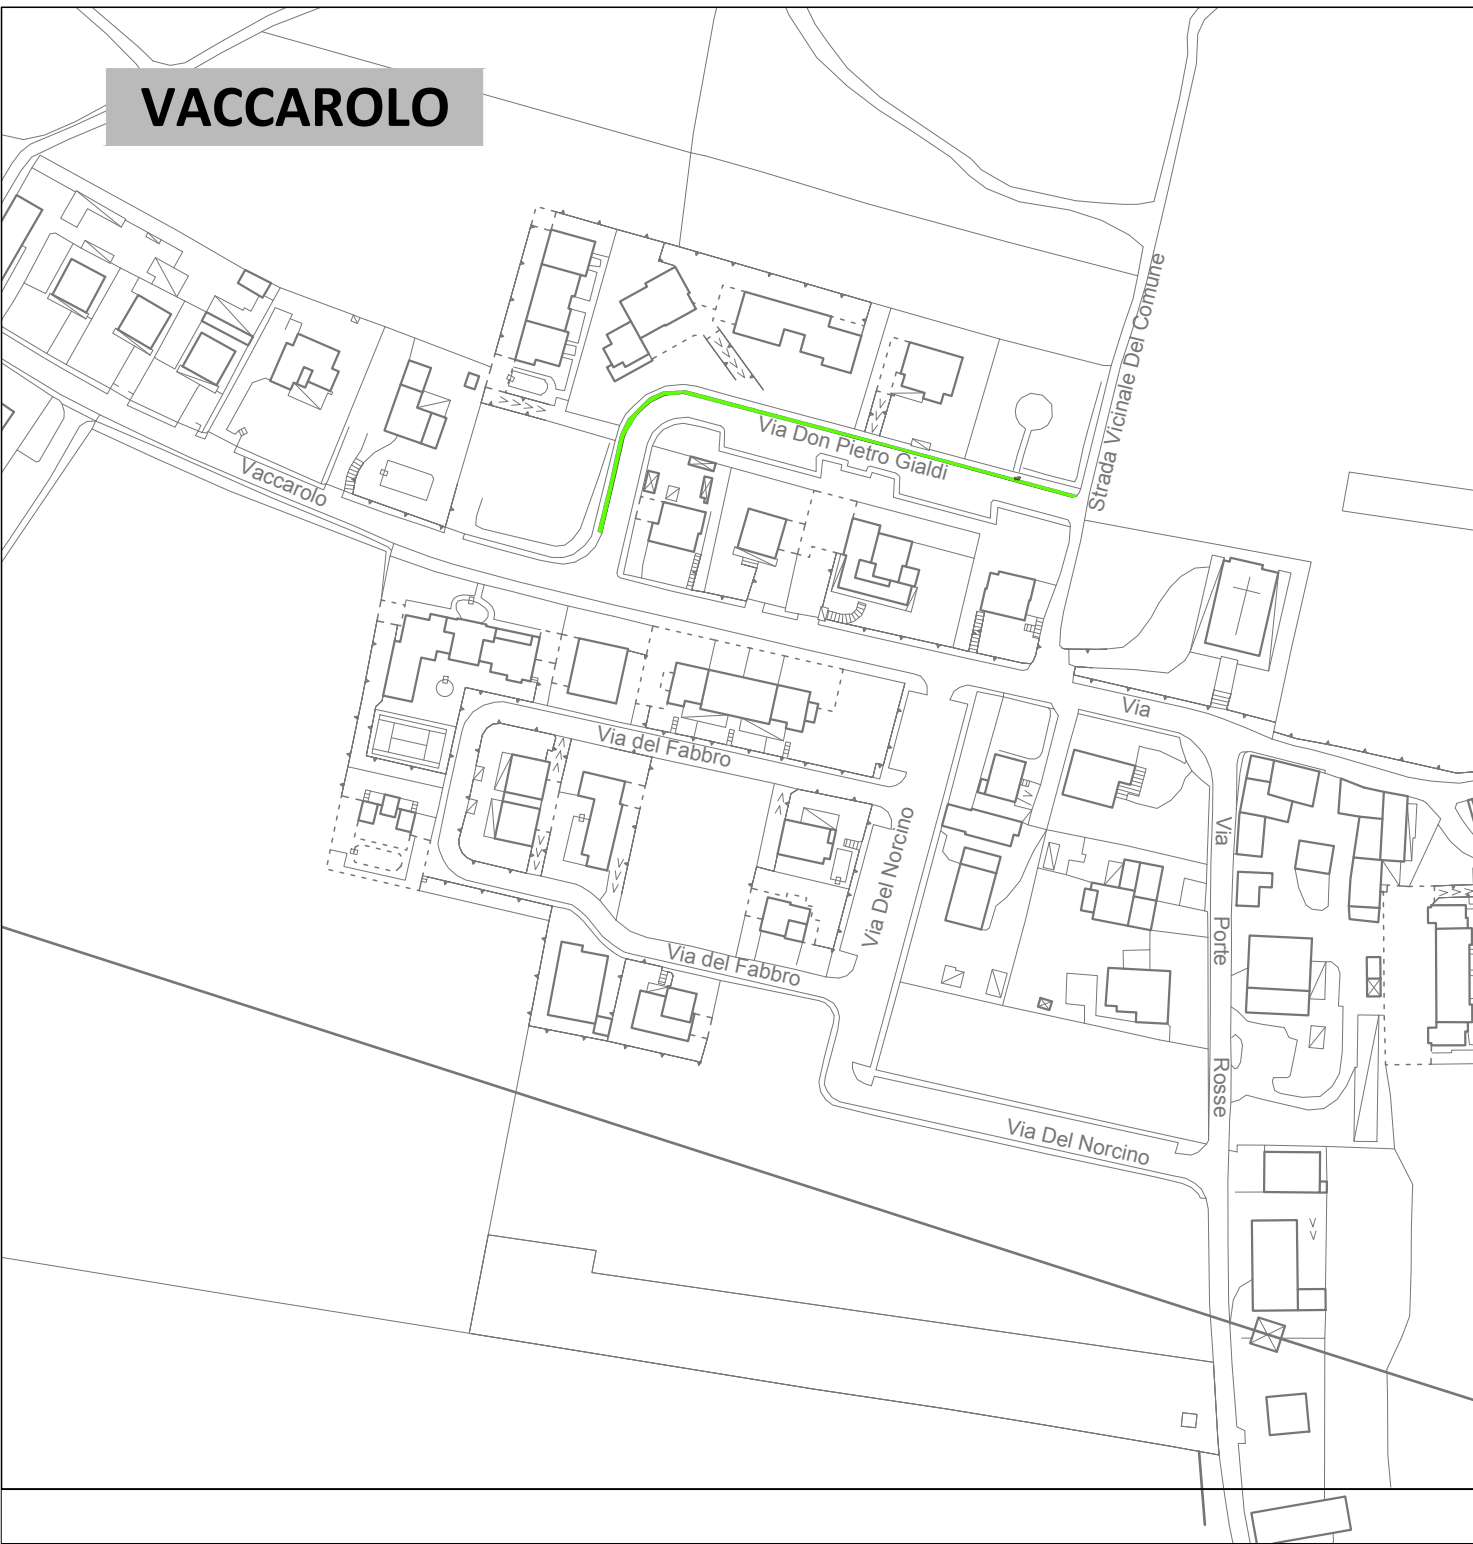 VACCAROLO
Strada Vicinale Del Comune
Via Don Pietro Gialdi
Vaccarolo
Via
Via del Fabbro
Via
Via Del Norcino
Porte
Via del Fabbro
Rosse
Via Del Norcino